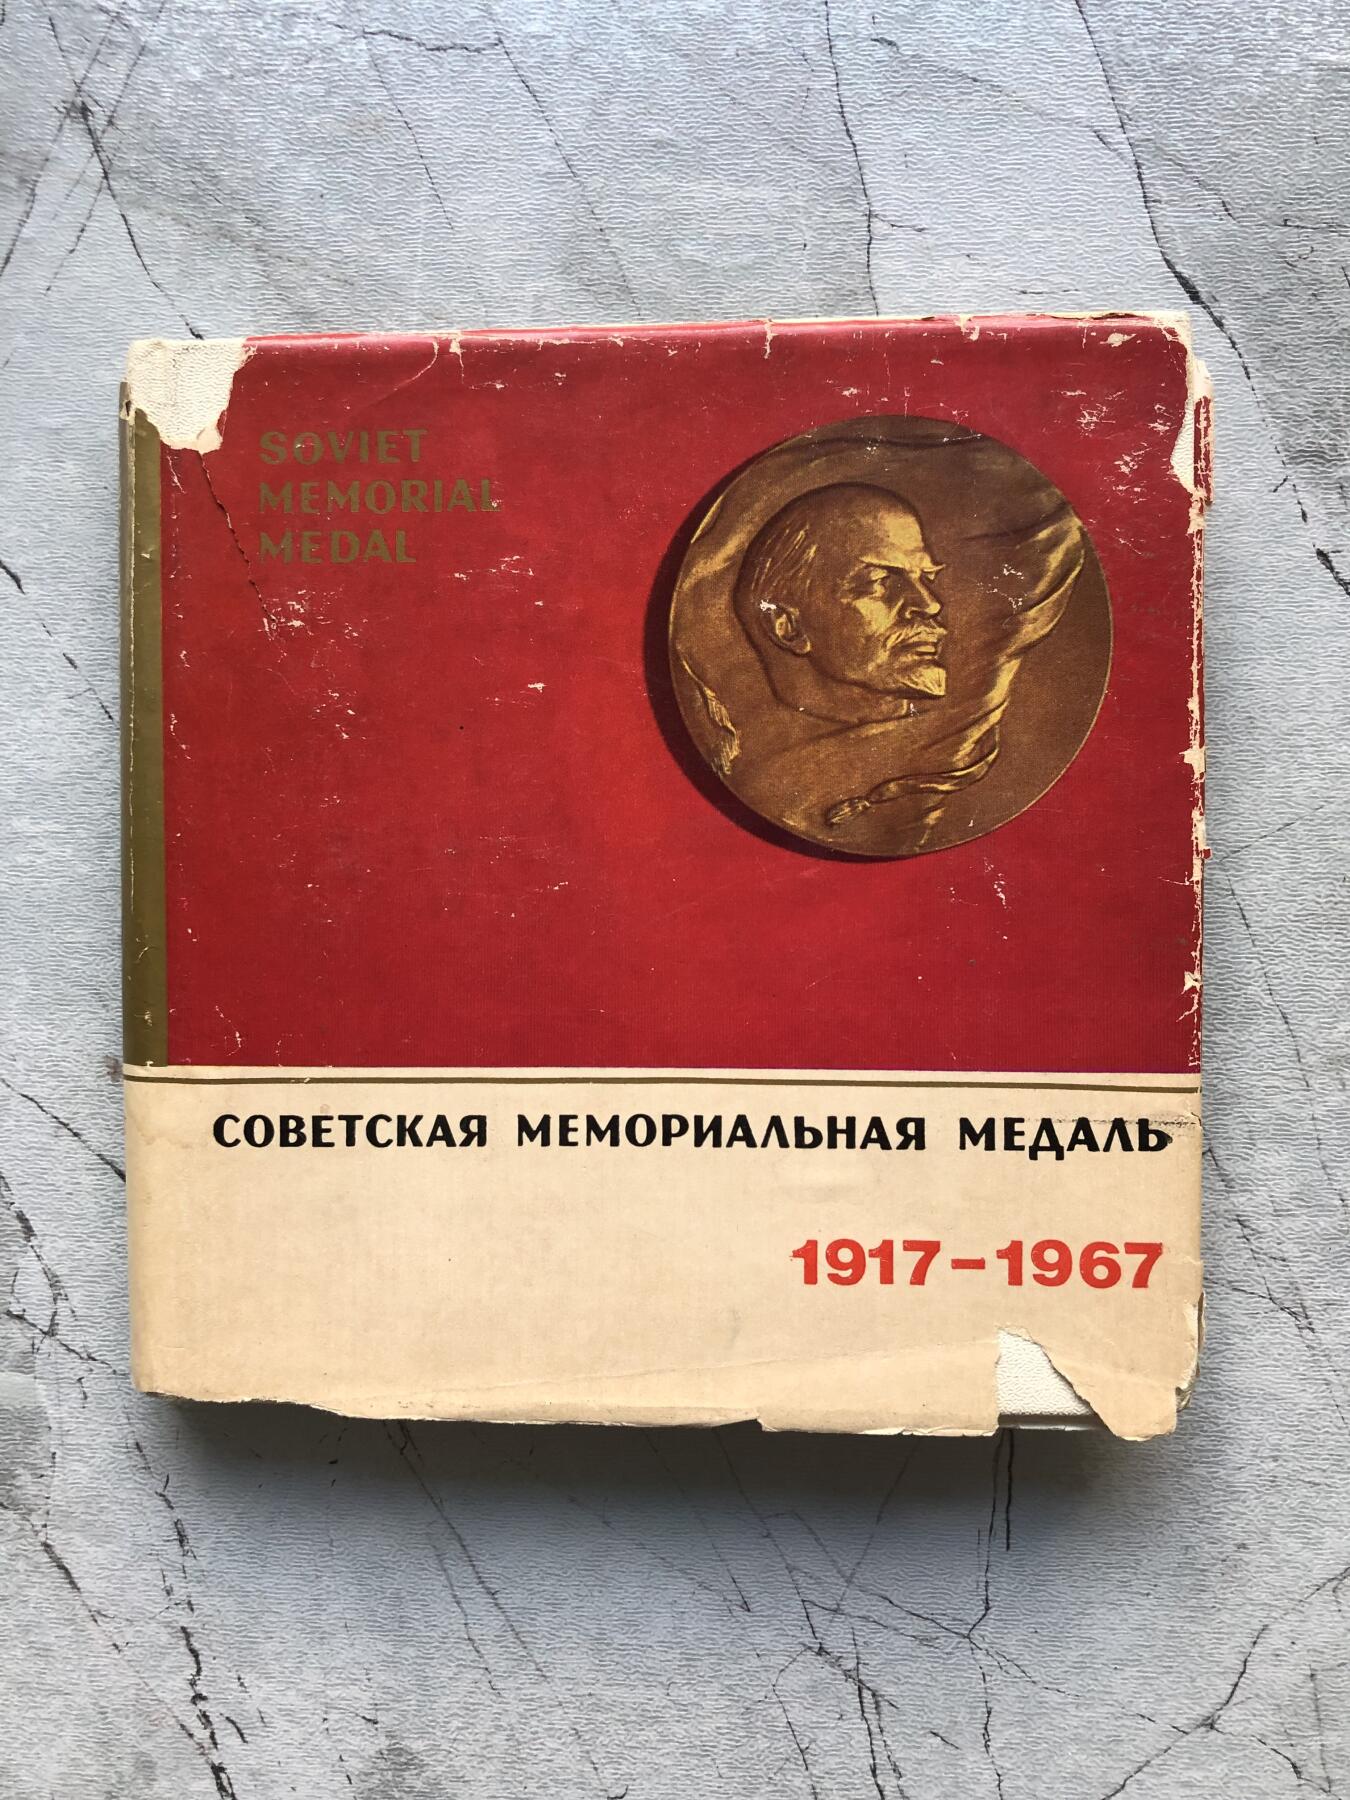 SOVIET
MEMORIAL
MEDAL
СОВЕТСКАЯ МЕМОРИАЛЬНАЯ МЕДАЛЬ
1917-1967